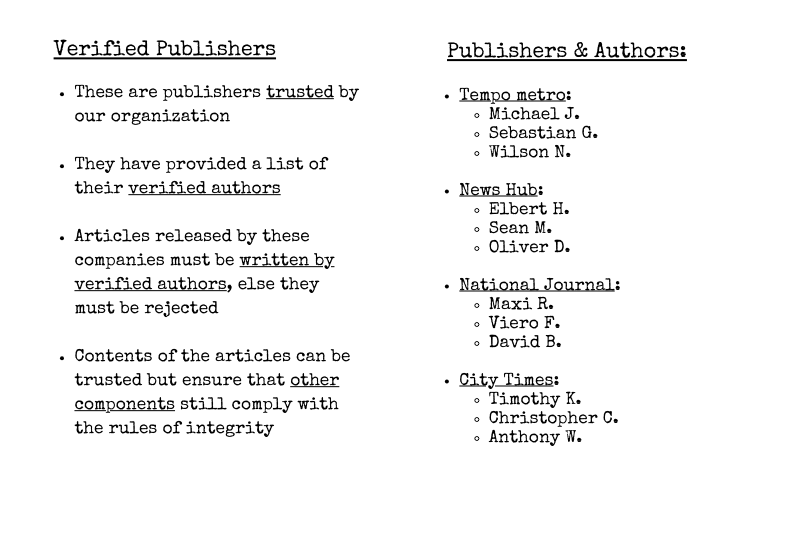 Verified Publishers
• These are publishers trusted by
our organization
• They have provided a list of
their verified authors
• Articles released by these
companies must be written by
verified authors, else they
must be rejected
• Contents of the articles can be
trusted but ensure that other
components still comply with
the rules of integrity
Publishers & Authors:
• Tempo metro:
◦ Michael J.
◦ Sebastian G.
◦ Wilson N.
• News Hub:
◦ Elbert H.
◦ Sean M.
◦ Oliver D.
• National Journal:
◦ Maxi R.
◦ Viero F.
◦ David B.
• City Times:
◦ Timothy K.
◦ Christopher C.
◦ Anthony W.